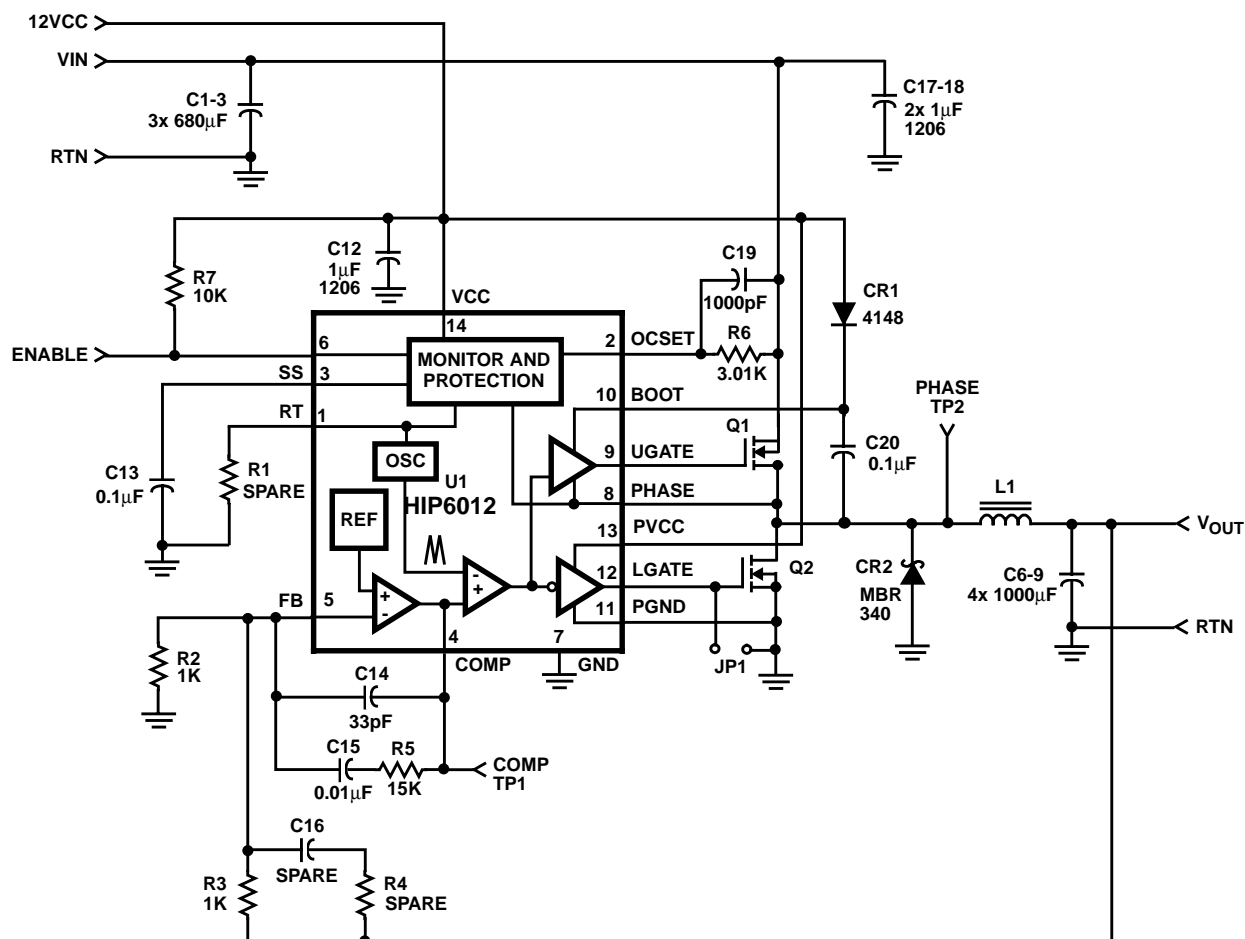 12VCC
VIN
C1-3
3x 680µF
RTN
C17-18
2x 1µF
1206
R7
10K
C12
1µF
1206
VCC
14
C19
1000pF
CR1
4148
ENABLE
6
MONITOR AND
PROTECTION
2
OCSET
R6
3.01K
SS
3
RT
1
10
BOOT
PHASE
TP2
Q1
C20
0.1µF
OSC
9
UGATE
C13
0.1µF
R1
SPARE
U1
HIP6012
8
PHASE
L1
REF
13
PVCC
VOUT
-
+
12
LGATE
Q2
CR2
MBR
340
C6-9
4x 1000µF
FB
5
+
-
11
PGND
RTN
4
7
R2
1K
COMP
GND
JP1
C14
33pF
C15
0.01µF
R5
15K
COMP
TP1
C16
SPARE
R3
1K
R4
SPARE